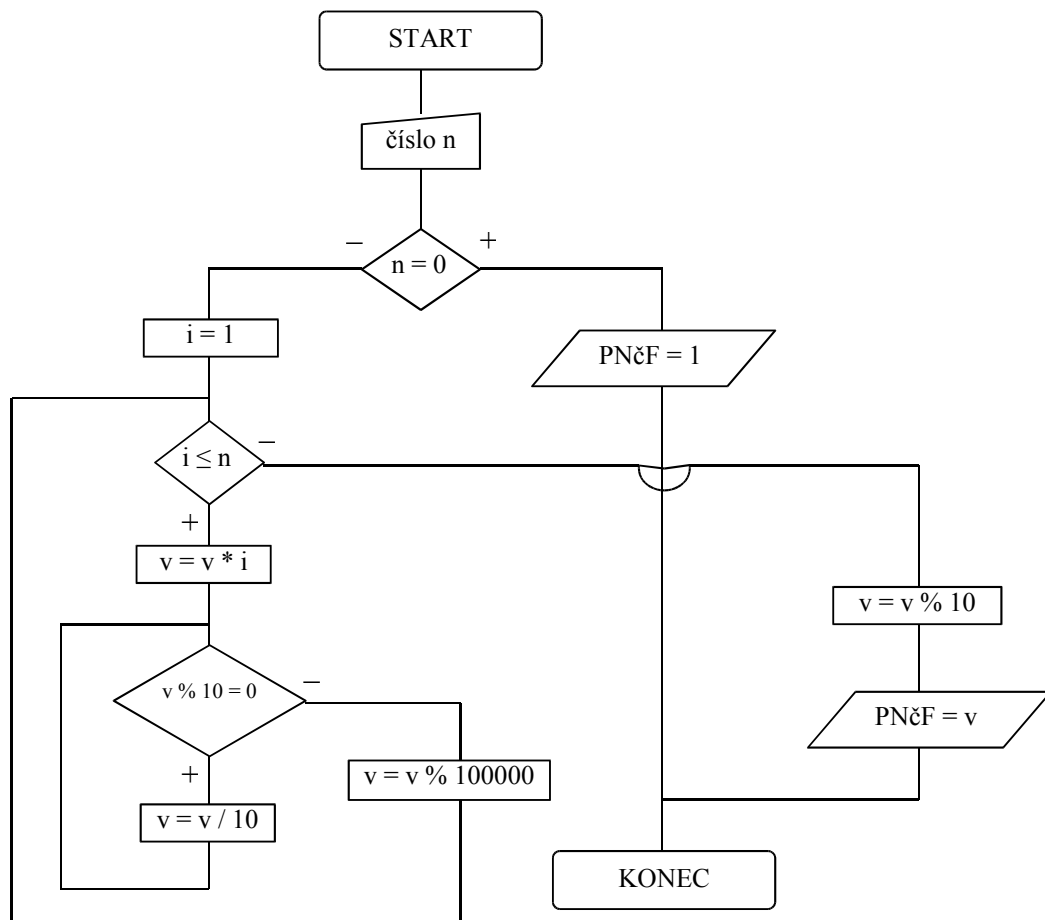 START
číslo n
n = 0
–
+
i = 1
PNčF = 1
i ≤ n
–
+
v = v * i
v = v % 10
v % 10 = 0
–
+
PNčF = v
v = v % 100000
v = v / 10
KONEC